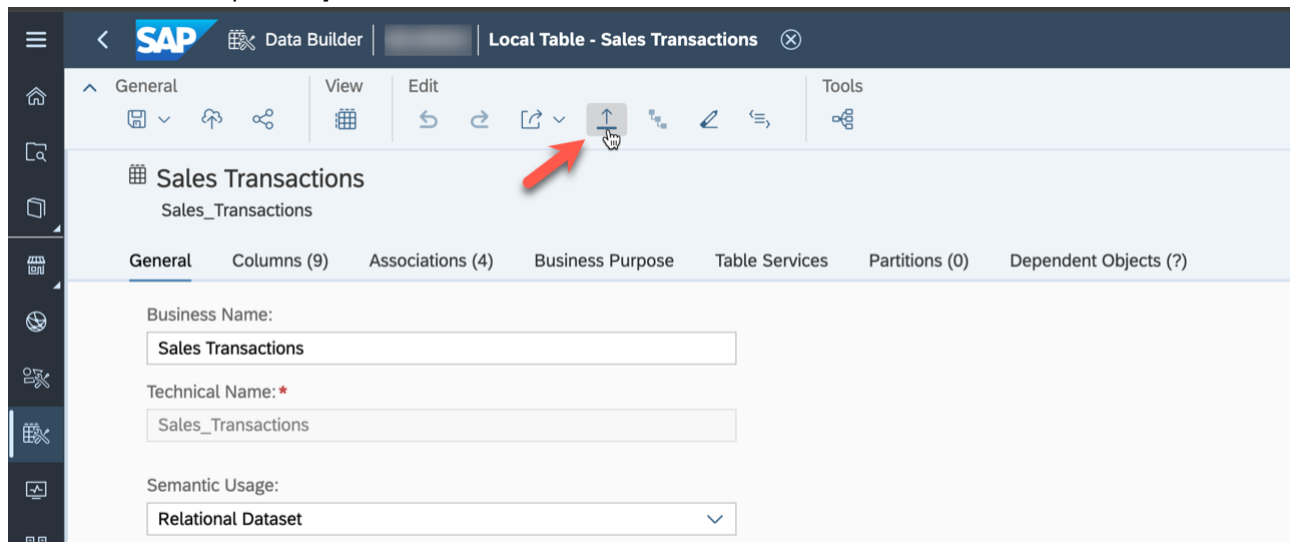 SAP Data Builder Local Table - Sales Transactions
General View Edit Tools
Sales Transactions
Sales_Transactions
General Columns (9) Associations (4) Business Purpose Table Services Partitions (0) Dependent Objects (?)
Business Name:
Sales Transactions
Technical Name:*
Sales_Transactions
Semantic Usage:
Relational Dataset